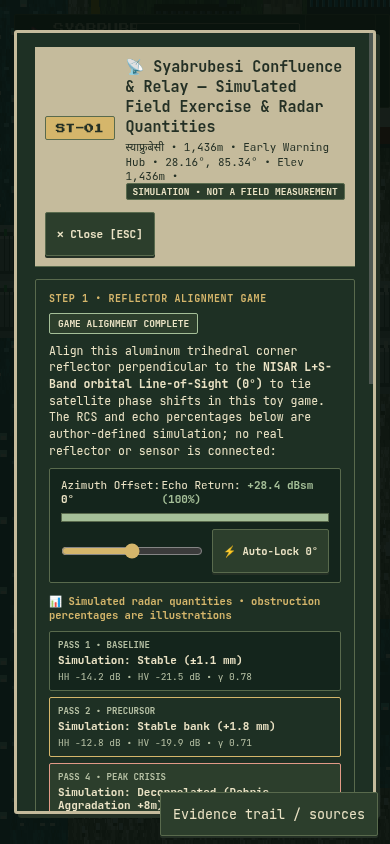 ST-01
📡 Syabrubesi Confluence
& Relay — Simulated
Field Exercise & Radar
Quantities
स्याफ्रुबेसी • 1,436m • Early Warning
Hub • 28.16°, 85.34° • Elev
1,436m •
SIMULATION • NOT A FIELD MEASUREMENT
× Close [ESC]
STEP 1 • REFLECTOR ALIGNMENT GAME
GAME ALIGNMENT COMPLETE
Align this aluminum trihedral corner
reflector perpendicular to the NISAR L+S-
Band orbital Line-of-Sight (0°) to tie
satellite phase shifts in this toy game.
The RCS and echo percentages below are
author-defined simulation; no real
reflector or sensor is connected:
Azimuth Offset:
0°
Echo Return: +28.4 dBsm
(100%)
⚡ Auto-Lock 0°
📊 Simulated radar quantities • obstruction
percentages are illustrations
PASS 1 • BASELINE
Simulation: Stable (±1.1 mm)
HH -14.2 dB • HV -21.5 dB • γ 0.78
PASS 2 • PRECURSOR
Simulation: Stable bank (+1.8 mm)
HH -12.8 dB • HV -19.9 dB • γ 0.71
PASS 4 • PEAK CRISIS
Simulation: Decorrelated (Debris
Aggradation +8m)
Evidence trail / sources